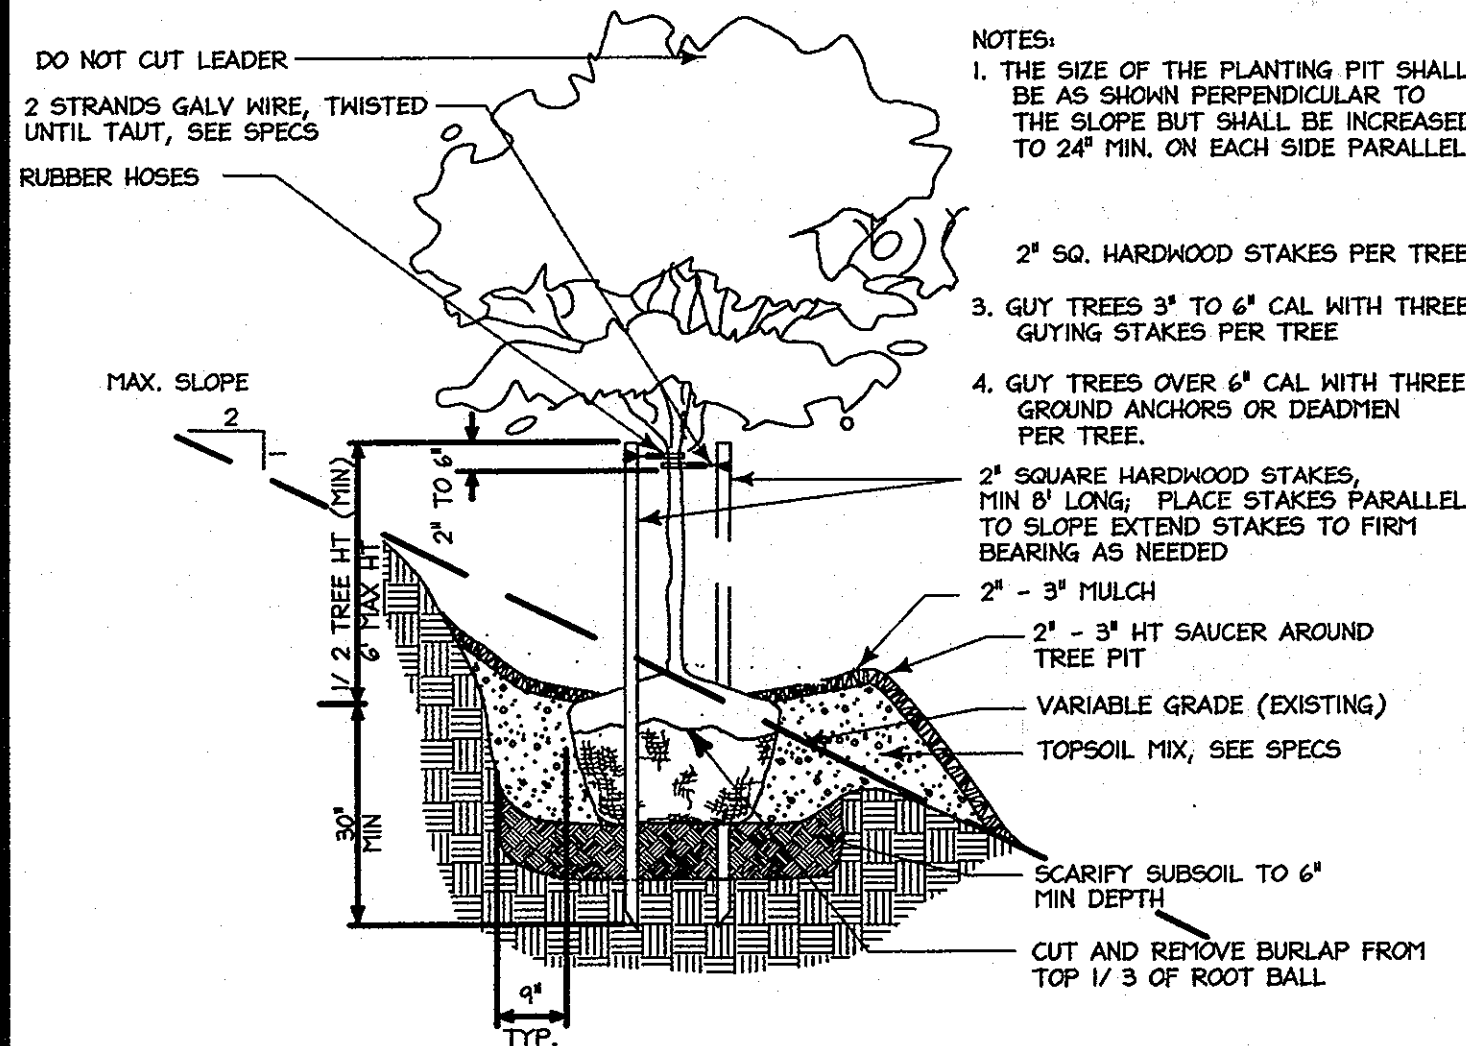 DO NOT CUT LEADER
2 STRANDS GALV WIRE, TWISTED
UNTIL TAUT, SEE SPECS
RUBBER HOSES
NOTES:
1. THE SIZE OF THE PLANTING PIT SHALL
BE AS SHOWN PERPENDICULAR TO
THE SLOPE BUT SHALL BE INCREASED
TO 24" MIN. ON EACH SIDE PARALLEL
2" SQ. HARDWOOD STAKES PER TREE
3. GUY TREES 3" TO 6" CAL WITH THREE
GUYING STAKES PER TREE
4. GUY TREES OVER 6" CAL WITH THREE
GROUND ANCHORS OR DEADMEN
PER TREE.
MAX. SLOPE
2
1
1/ 2 TREE HT (MIN)
6' MAX HT
2" TO 6"
2" SQUARE HARDWOOD STAKES,
MIN 8' LONG; PLACE STAKES PARALLEL
TO SLOPE EXTEND STAKES TO FIRM
BEARING AS NEEDED
2" - 3" MULCH
2" - 3" HT SAUCER AROUND
TREE PIT
VARIABLE GRADE (EXISTING)
TOPSOIL MIX, SEE SPECS
30"
MIN
SCARIFY SUBSOIL TO 6"
MIN DEPTH
CUT AND REMOVE BURLAP FROM
TOP 1/ 3 OF ROOT BALL
9"
TYP.